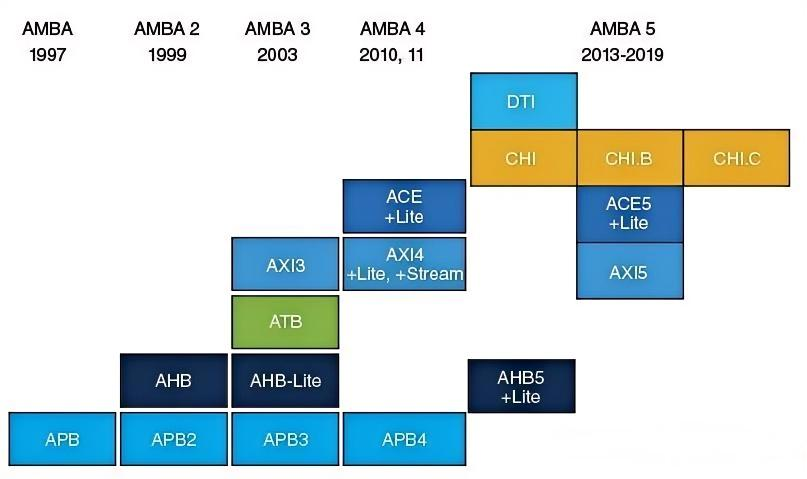 AMBA
1997
AMBA 2
1999
AMBA 3
2003
AMBA 4
2010, 11
AMBA 5
2013-2019
DTI
CHI
CHI.B
CHI.C
ACE
+Lite
ACE5
+Lite
AXI3
AXI4
+Lite, +Stream
AXI5
ATB
AHB
AHB-Lite
AHB5
+Lite
APB
APB2
APB3
APB4